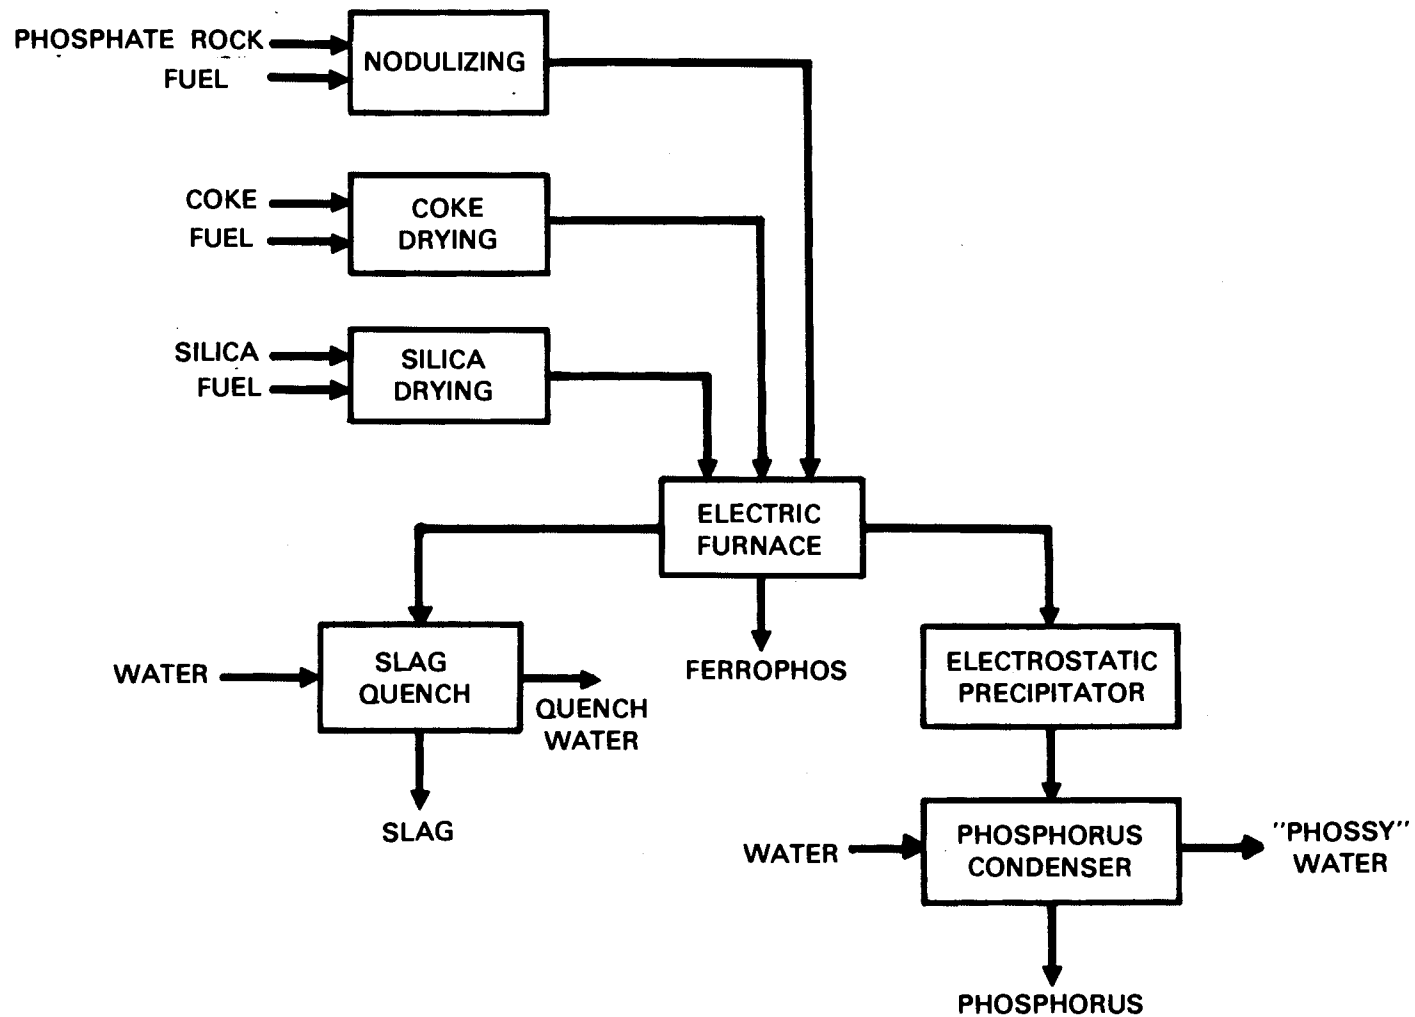 PHOSPHATE ROCK
FUEL
NODULIZING
COKE
FUEL
COKE
DRYING
SILICA
FUEL
SILICA
DRYING
ELECTRIC
FURNACE
WATER
SLAG
QUENCH
QUENCH
WATER
SLAG
FERROPHOS
ELECTROSTATIC
PRECIPITATOR
WATER
PHOSPHORUS
CONDENSER
"PHOSSY"
WATER
PHOSPHORUS